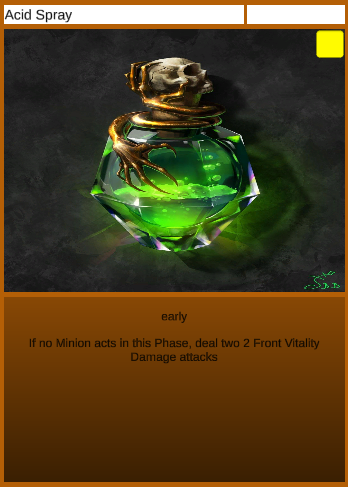 Acid Spray
early
If no Minion acts in this Phase, deal two 2 Front Vitality
Damage attacks